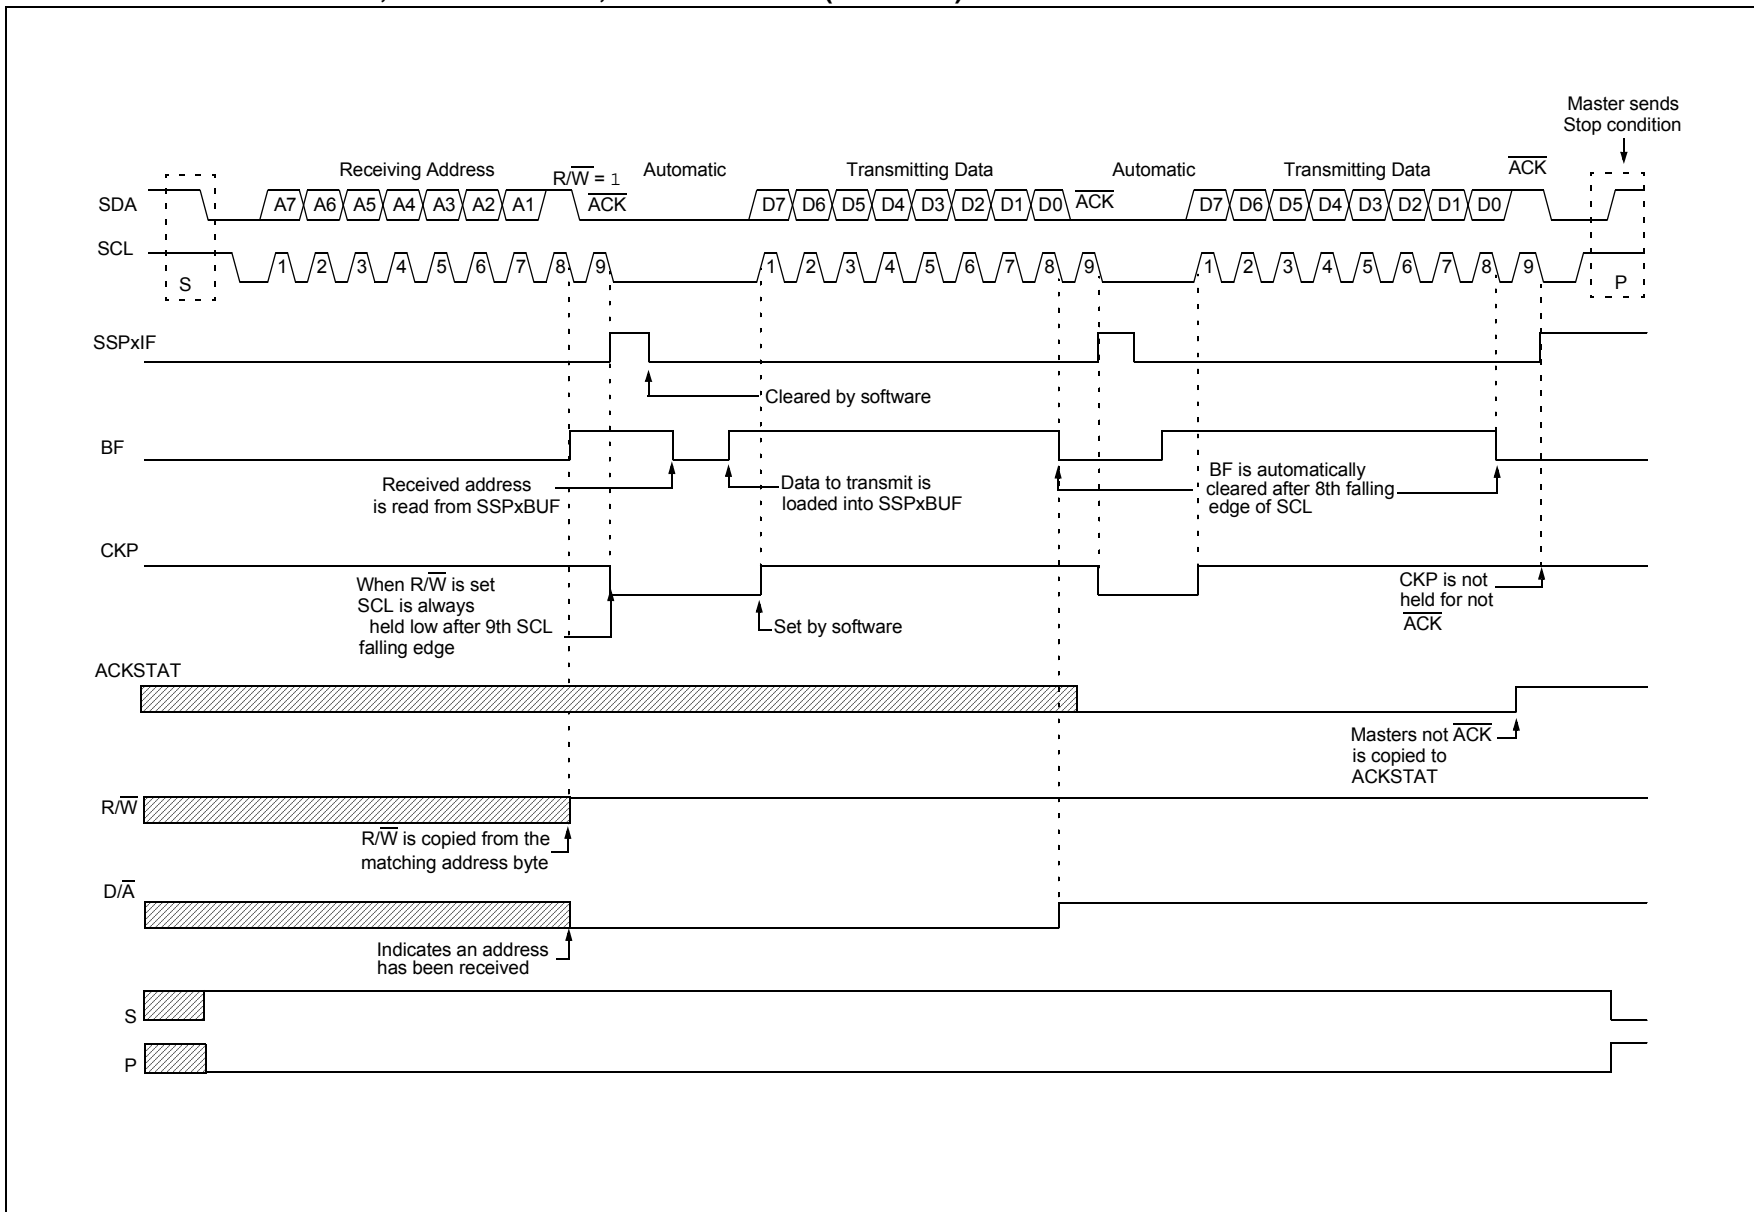 Master sends
Stop condition
Receiving Address
R/W̅ = 1
Automatic
Transmitting Data
Automatic
Transmitting Data
A̅C̅K̅
SDA
A7 A6 A5 A4 A3 A2 A1
A̅C̅K̅
D7 D6 D5 D4 D3 D2 D1 D0
A̅C̅K̅
D7 D6 D5 D4 D3 D2 D1 D0
SCL
1 2 3 4 5 6 7 8 9
1 2 3 4 5 6 7 8 9
1 2 3 4 5 6 7 8 9
S
P
SSPxIF
Cleared by software
BF
Received address
is read from SSPxBUF
Data to transmit is
loaded into SSPxBUF
BF is automatically
cleared after 8th falling
edge of SCL
CKP
When R/W̅ is set
SCL is always
held low after 9th SCL
falling edge
Set by software
CKP is not
held for not
A̅C̅K̅
ACKSTAT
Masters not A̅C̅K̅
is copied to
ACKSTAT
R/W̅
R/W̅ is copied from the
matching address byte
D/A̅
Indicates an address
has been received
S
P